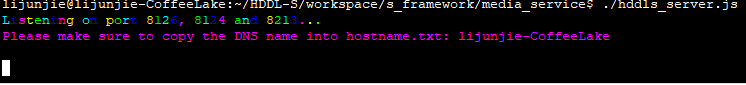 lijunjie@lijunjie-CoffeeLake:~/HDDL-S/workspace/s_framework/media_service$ ./hddls_server.js
Listening on port 8126, 8124 and 8213...
Please make sure to copy the DNS name into hostname.txt: lijunjie-CoffeeLake